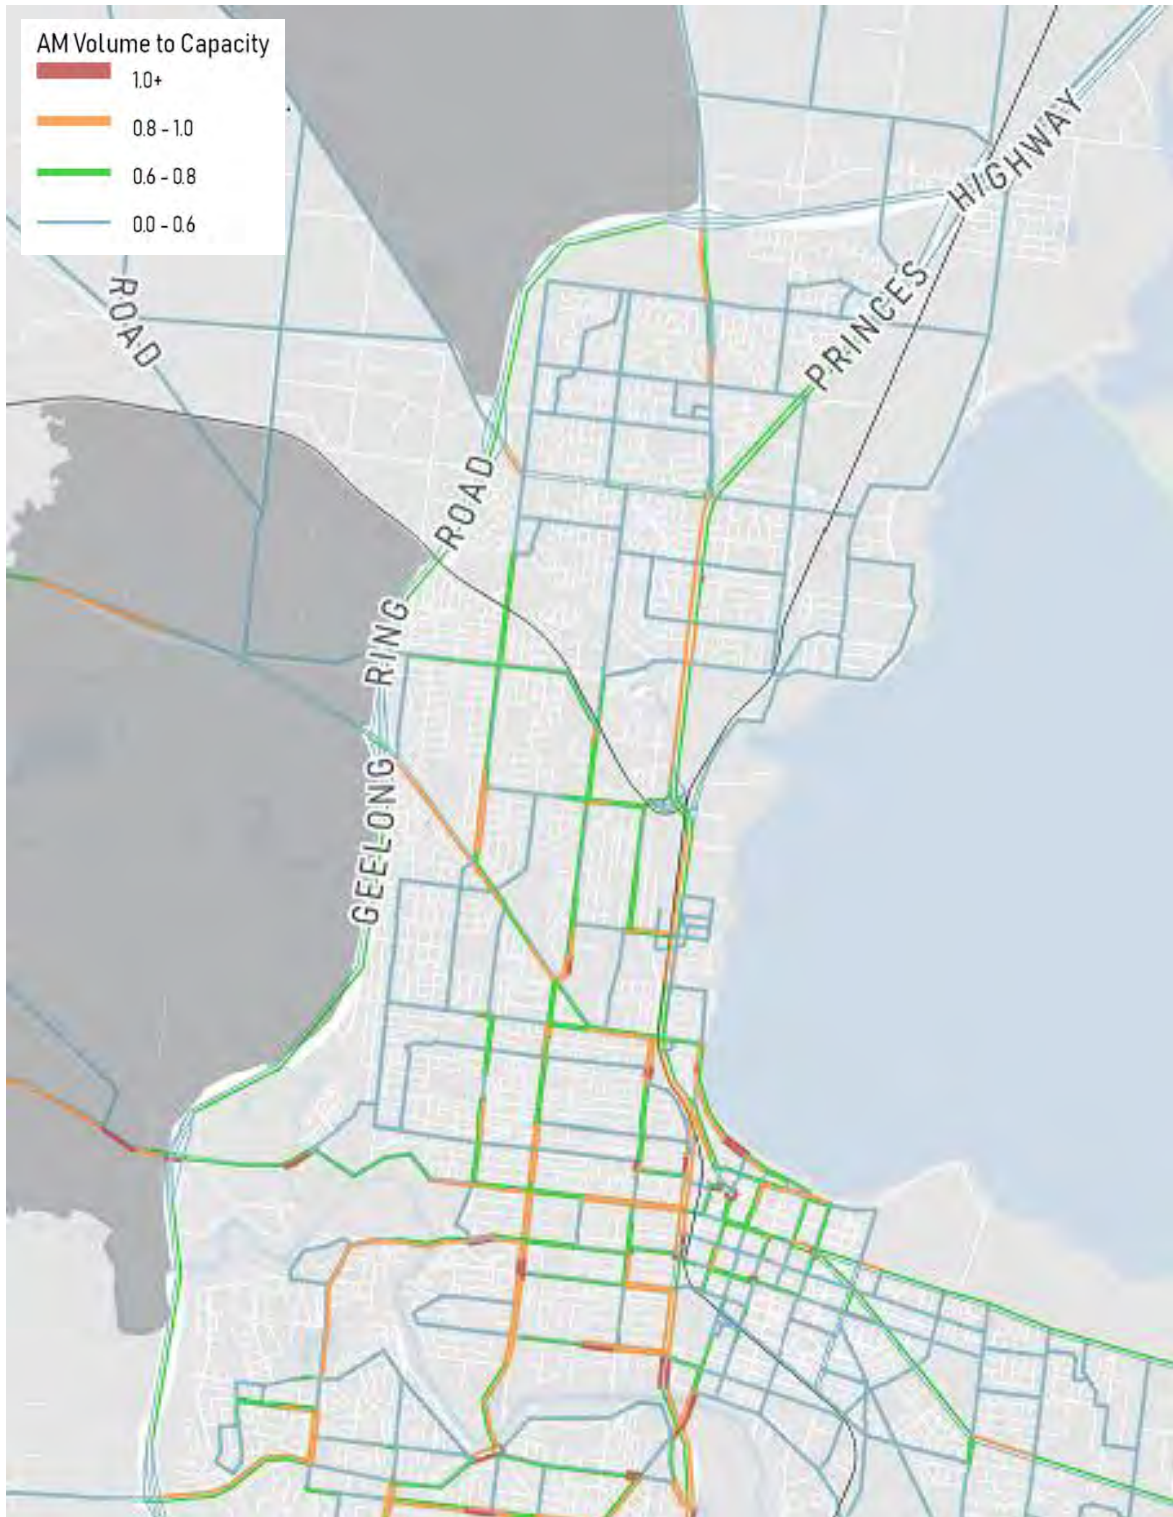 AM Volume to Capacity
1.0+
0.8 - 1.0
0.6 - 0.8
0.0 - 0.6
HIGHWAY
PRINCES
ROAD
ROAD
RING
GEELONG